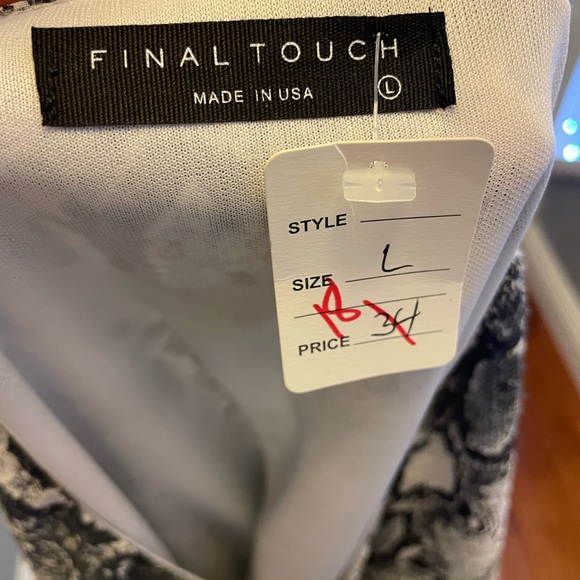 FINAL TOUCH
MADE IN USA L
STYLE
SIZE L
PRICE 34